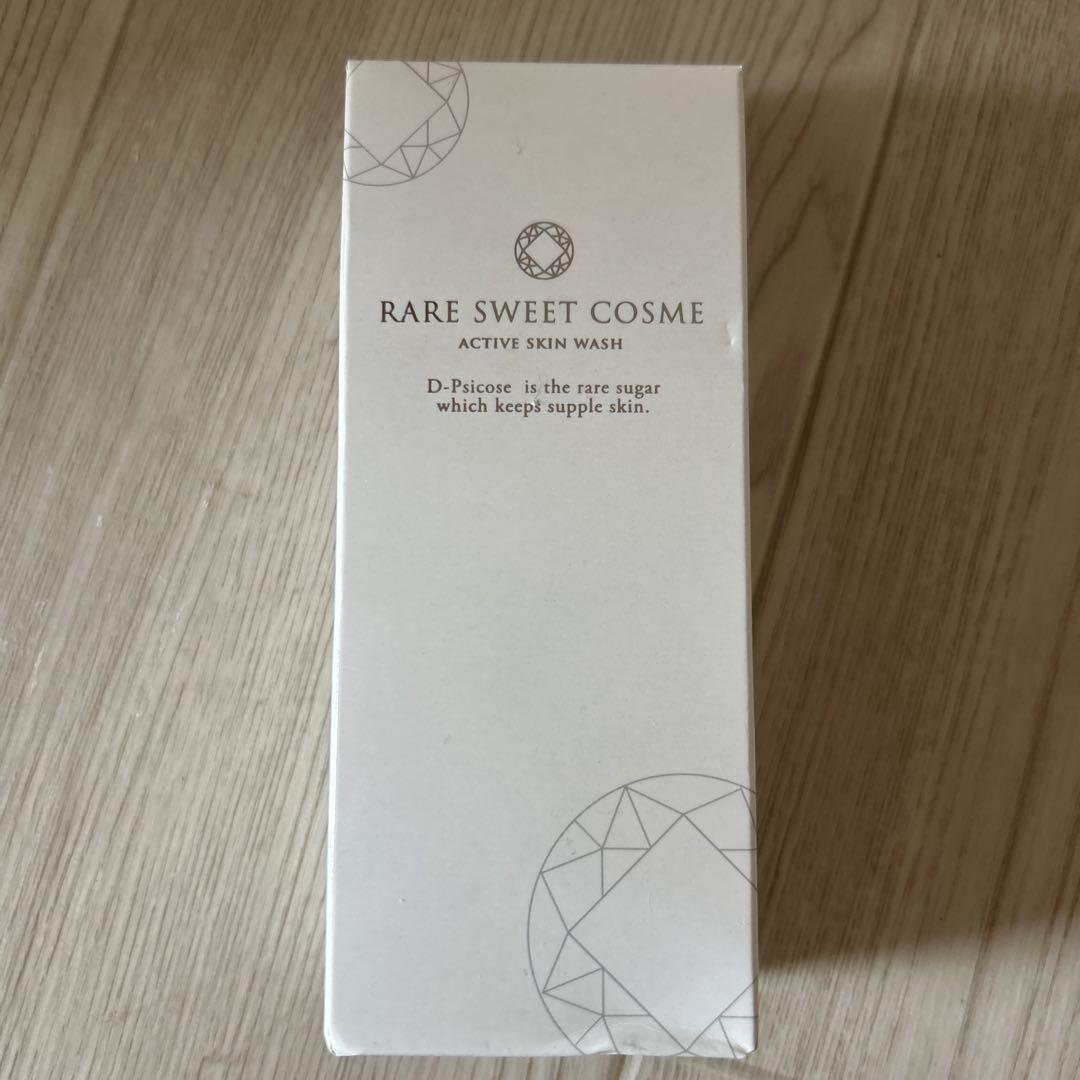 RARE SWEET COSME
ACTIVE SKIN WASH
D-Psicose is the rare sugar
which keeps supple skin.